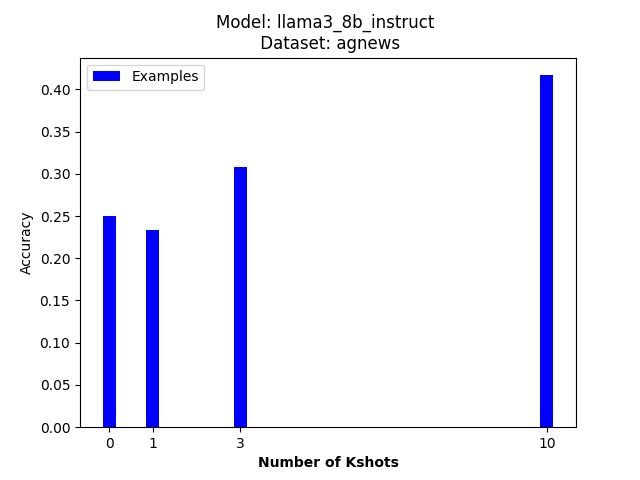 Model: llama3_8b_instruct
Dataset: agnews
Examples
0.40
0.35
0.30
0.25
0.20
0.15
0.10
0.05
0.00
Accuracy
0 1 3 10
Number of Kshots